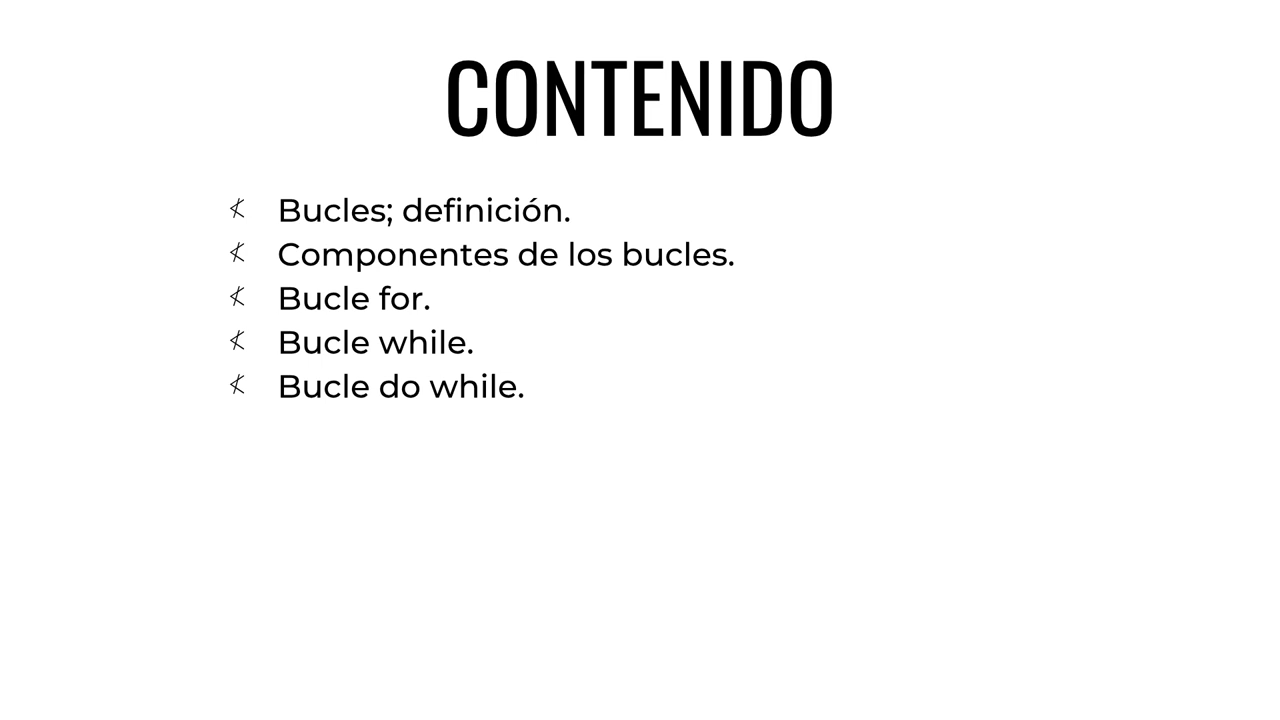 CONTENIDO
Bucles; definición.
Componentes de los bucles.
Bucle for.
Bucle while.
Bucle do while.